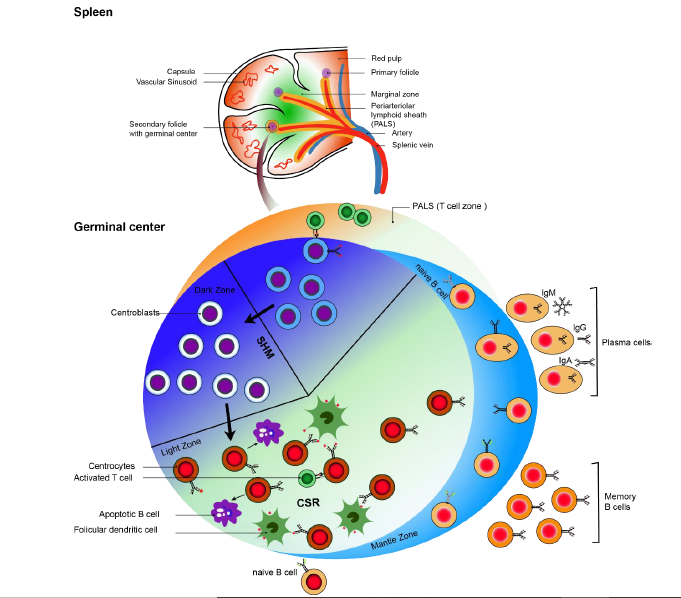 Spleen
Red pulp
Capsule
Primary folicle
Vascular Sinusoid
Marginal zone
Periarteriolar
lymphoid sheath
(PALS)
Secondary folicle
with germinal center
Artery
Splenic vein
PALS (T cell zone )
Germinal center
naive B cell
Dark Zone
IgM
Centroblasts
IgG
Plasma cells
SHM
IgA
Light Zone
Centrocytes
Activated T cell
CSR
Memory
B cells
Apoptotic B cell
Folicular dendritic cell
Mantle Zone
naive B cell